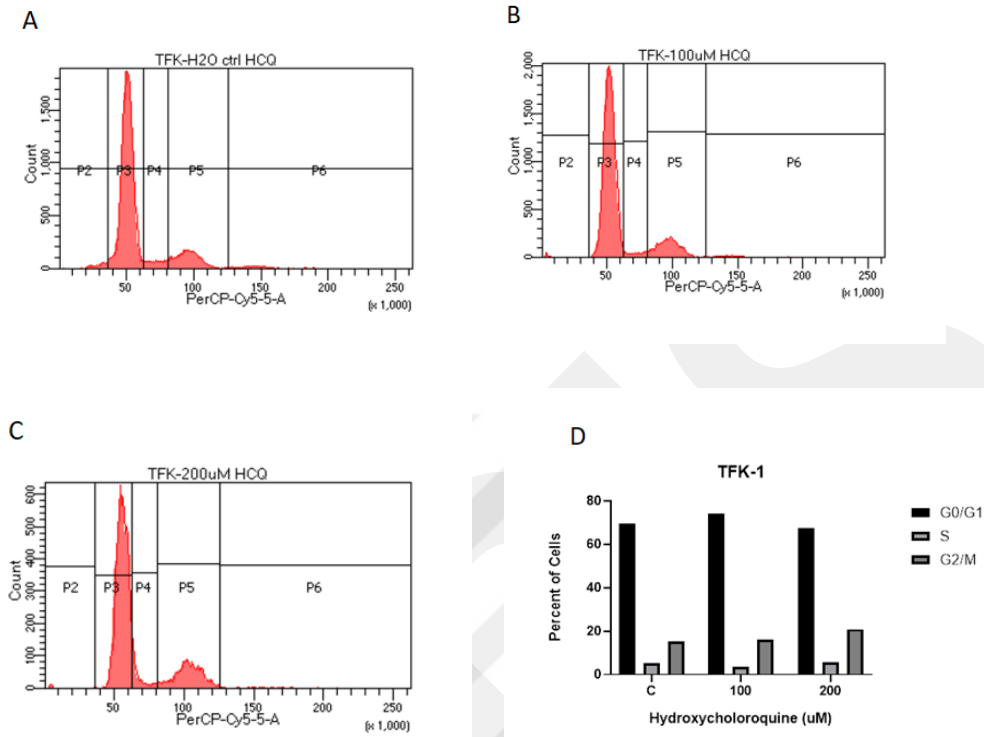 A
TFK-H2O ctrl HCQ
Count
1,500
1,000
500
0
P2 P3 P4 P5 P6
50 100 150 200 250
PerCP-Cy5-5-A
(x 1,000)
B
TFK-100uM HCQ
Count
2,000
1,500
1,000
500
0
P2 P3 P4 P5 P6
50 100 150 200 250
PerCP-Cy5-5-A
(x 1,000)
C
TFK-200uM HCQ
Count
600
500
400
300
200
100
0
P2 P3 P4 P5 P6
50 100 150 200 250
PerCP-Cy5-5-A
(x 1,000)
D
TFK-1
Percent of Cells
80
60
40
20
0
C 100 200
Hydroxycholoroquine (uM)
G0/G1
S
G2/M